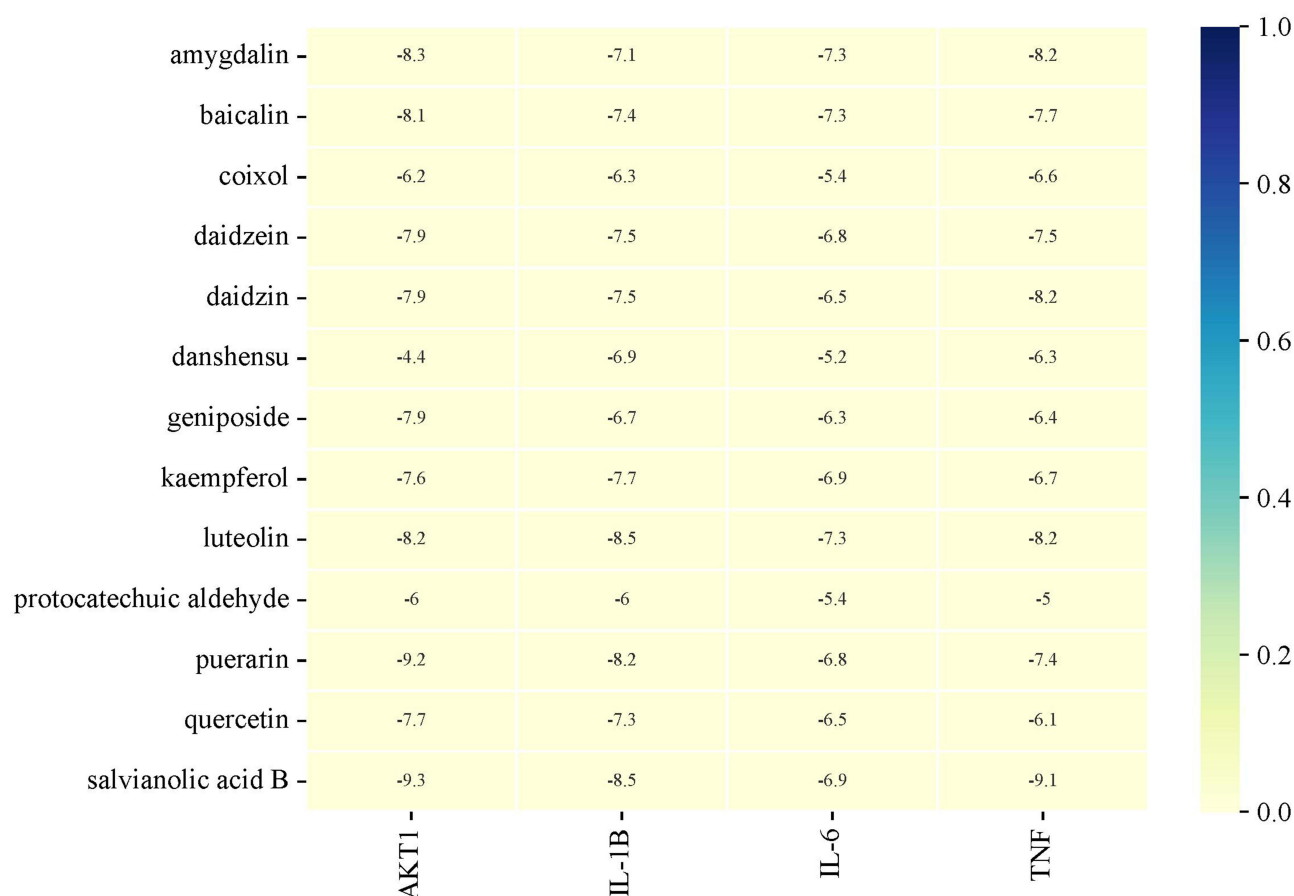 amygdalin -8.3 -7.1 -7.3 -8.2
baicalin -8.1 -7.4 -7.3 -7.7
coixol -6.2 -6.3 -5.4 -6.6
daidzein -7.9 -7.5 -6.8 -7.5
daidzin -7.9 -7.5 -6.5 -8.2
danshensu -4.4 -6.9 -5.2 -6.3
geniposide -7.9 -6.7 -6.3 -6.4
kaempferol -7.6 -7.7 -6.9 -6.7
luteolin -8.2 -8.5 -7.3 -8.2
protocatechuic aldehyde -6 -6 -5.4 -5
puerarin -9.2 -8.2 -6.8 -7.4
quercetin -7.7 -7.3 -6.5 -6.1
salvianolic acid B -9.3 -8.5 -6.9 -9.1
AKT1
IL-1B
IL-6
TNF
1.0
0.8
0.6
0.4
0.2
0.0